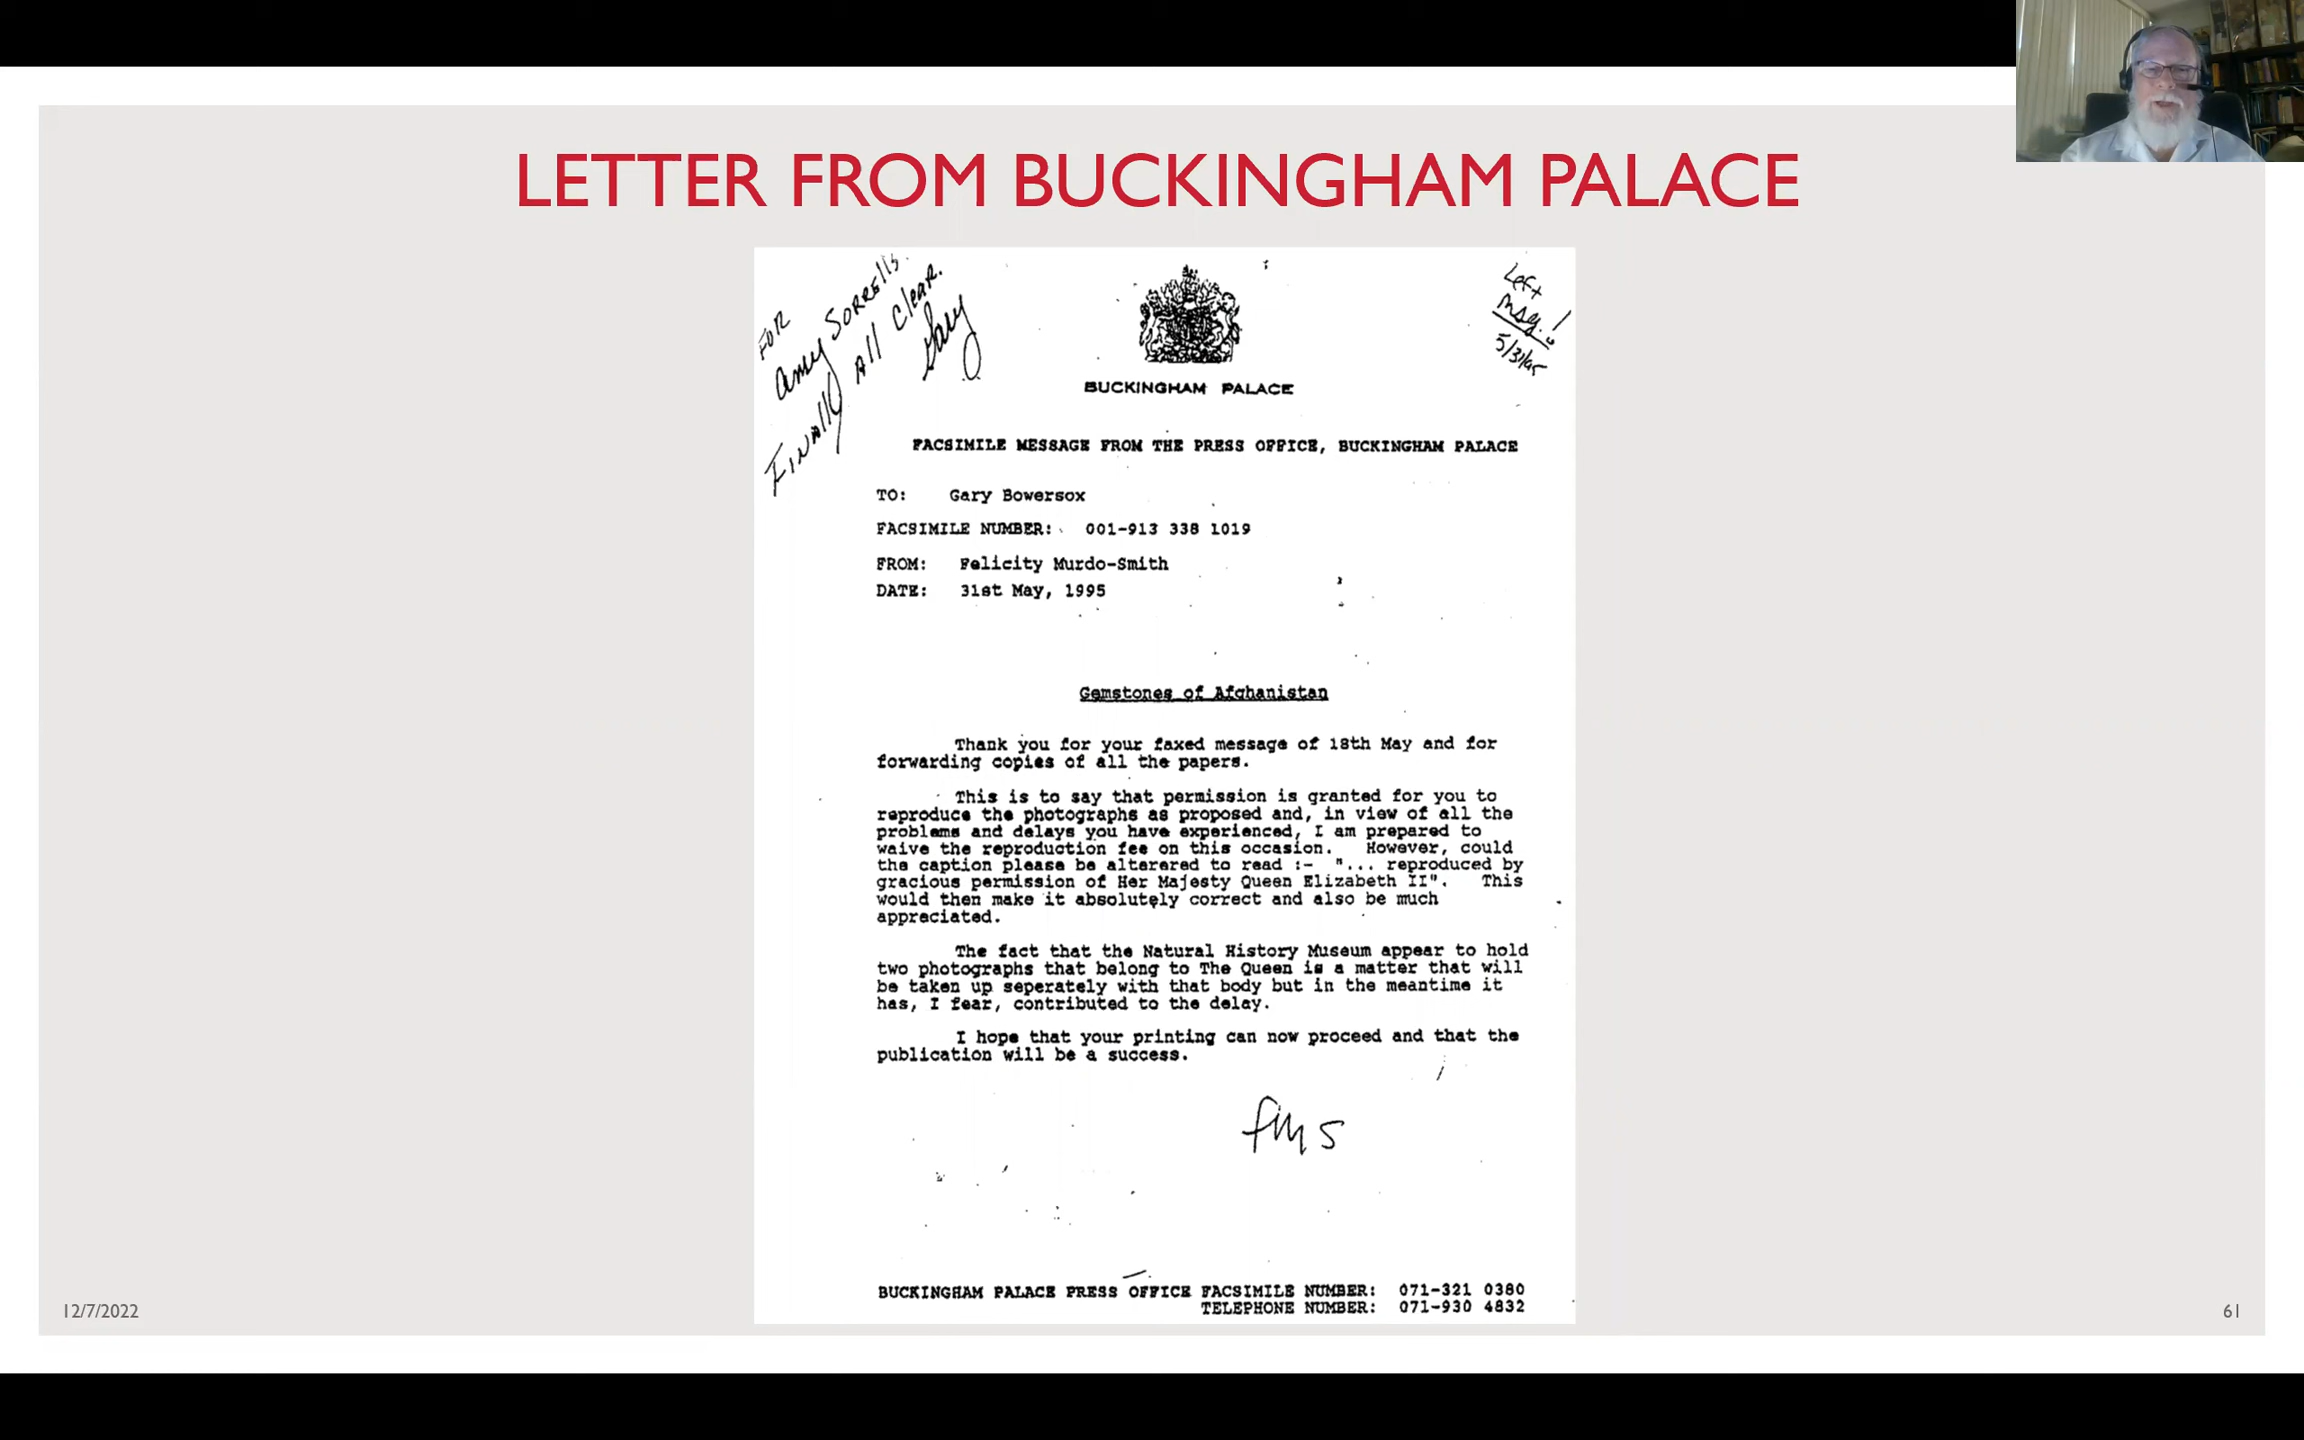 LETTER FROM BUCKINGHAM PALACE
FOR
Amy Sorrells.
Finally All Clear.
Gary
Left
msg.!
5/31/95
BUCKINGHAM PALACE
FACSIMILE MESSAGE FROM THE PRESS OFFICE, BUCKINGHAM PALACE
TO: Gary Bowersox
FACSIMILE NUMBER: 001-913 338 1019
FROM: Felicity Murdo-Smith
DATE: 31st May, 1995
Gemstones of Afghanistan
Thank you for your faxed message of 18th May and for
forwarding copies of all the papers.
This is to say that permission is granted for you to
reproduce the photographs as proposed and, in view of all the
problems and delays you have experienced, I am prepared to
waive the reproduction fee on this occasion. However, could
the caption please be alterered to read :- "... reproduced by
gracious permission of Her Majesty Queen Elizabeth II". This
would then make it absolutely correct and also be much
appreciated.
The fact that the Natural History Museum appear to hold
two photographs that belong to The Queen is a matter that will
be taken up seperately with that body but in the meantime it
has, I fear, contributed to the delay.
I hope that your printing can now proceed and that the
publication will be a success.
fms
BUCKINGHAM PALACE PRESS OFFICE FACSIMILE NUMBER: 071-321 0380
TELEPHONE NUMBER: 071-930 4832
12/7/2022
61